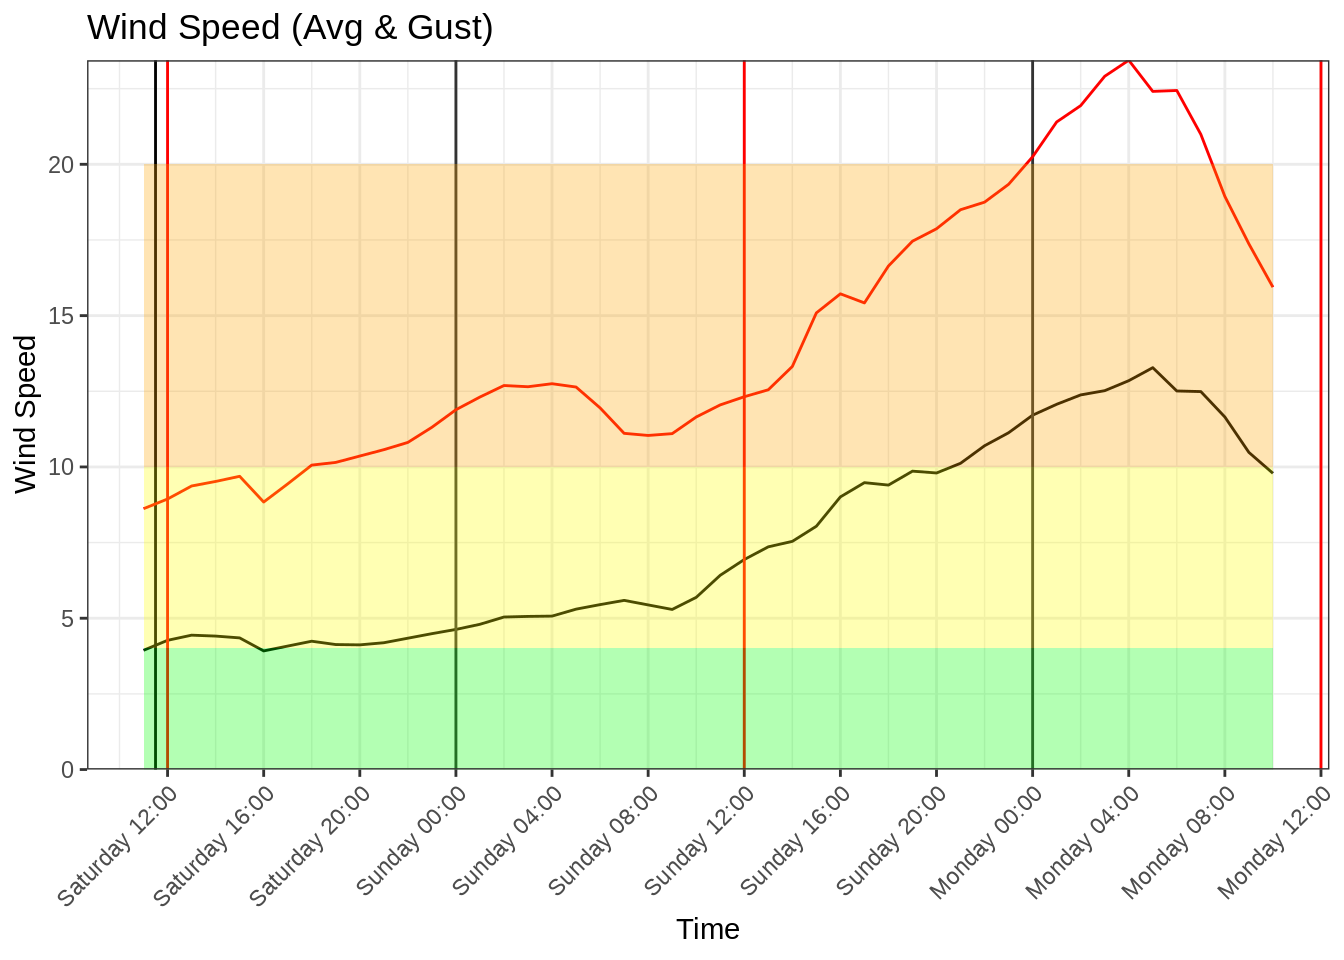 Wind Speed (Avg & Gust)
Wind Speed
20
15
10
5
0
Saturday 12:00
Saturday 16:00
Saturday 20:00
Sunday 00:00
Sunday 04:00
Sunday 08:00
Sunday 12:00
Sunday 16:00
Sunday 20:00
Monday 00:00
Monday 04:00
Monday 08:00
Monday 12:00
Time